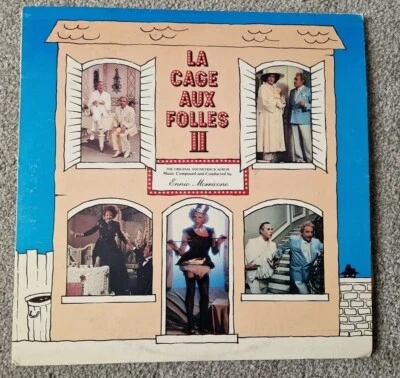 LA
CAGE
AUX
FOLLES
II
THE ORIGINAL SOUNDTRACK ALBUM
Music Composed and Conducted by
Ennio Morricone